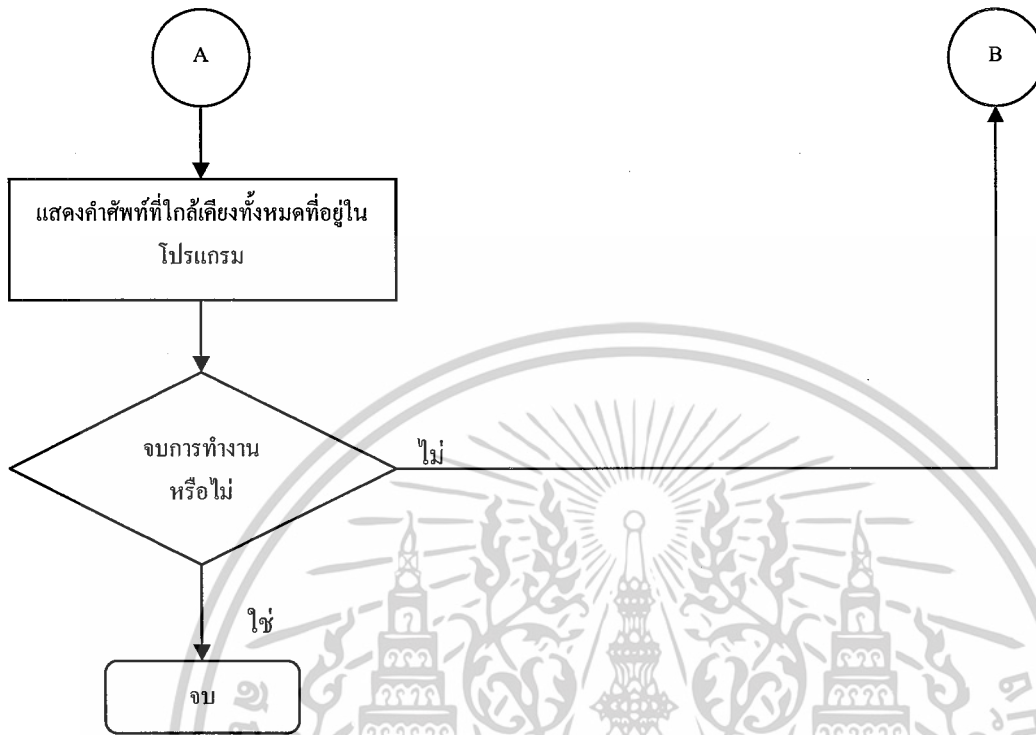 A
B
แสดงคำศัพท์ที่ใกล้เคียงทั้งหมดที่อยู่ใน
โปรแกรม
จบการทำงาน
หรือไม่
ไม่
ใช่
จบ